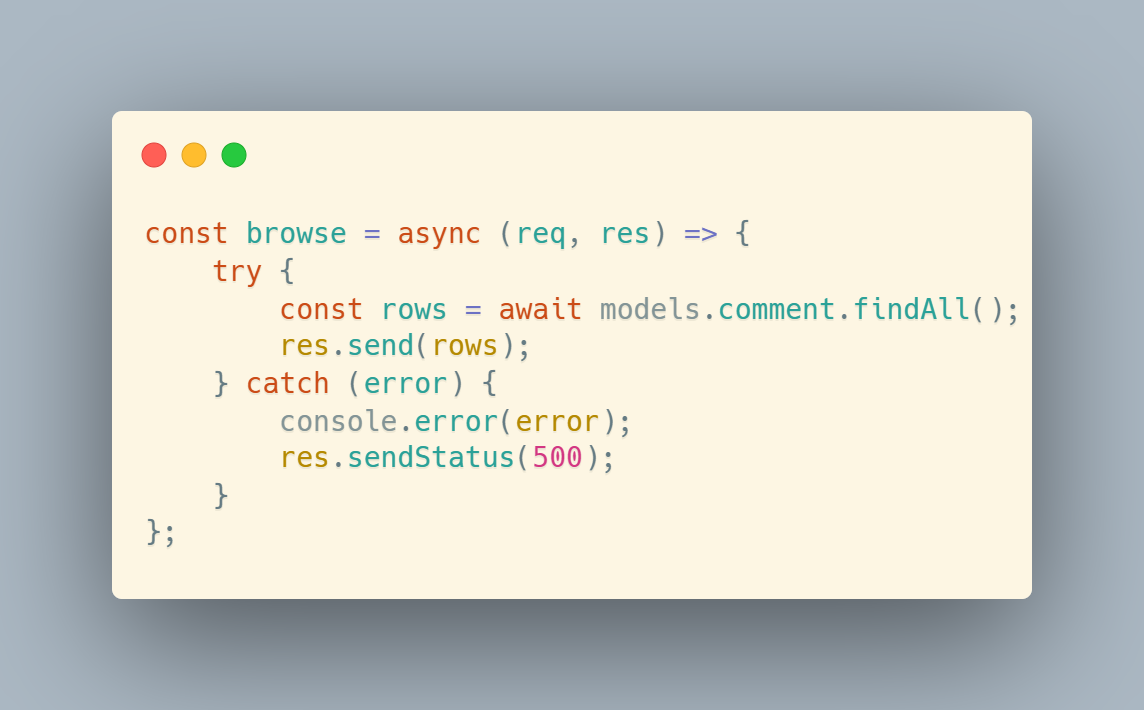 const browse = async (req, res) => {
    try {
        const rows = await models.comment.findAll();
        res.send(rows);
    } catch (error) {
        console.error(error);
        res.sendStatus(500);
    }
};